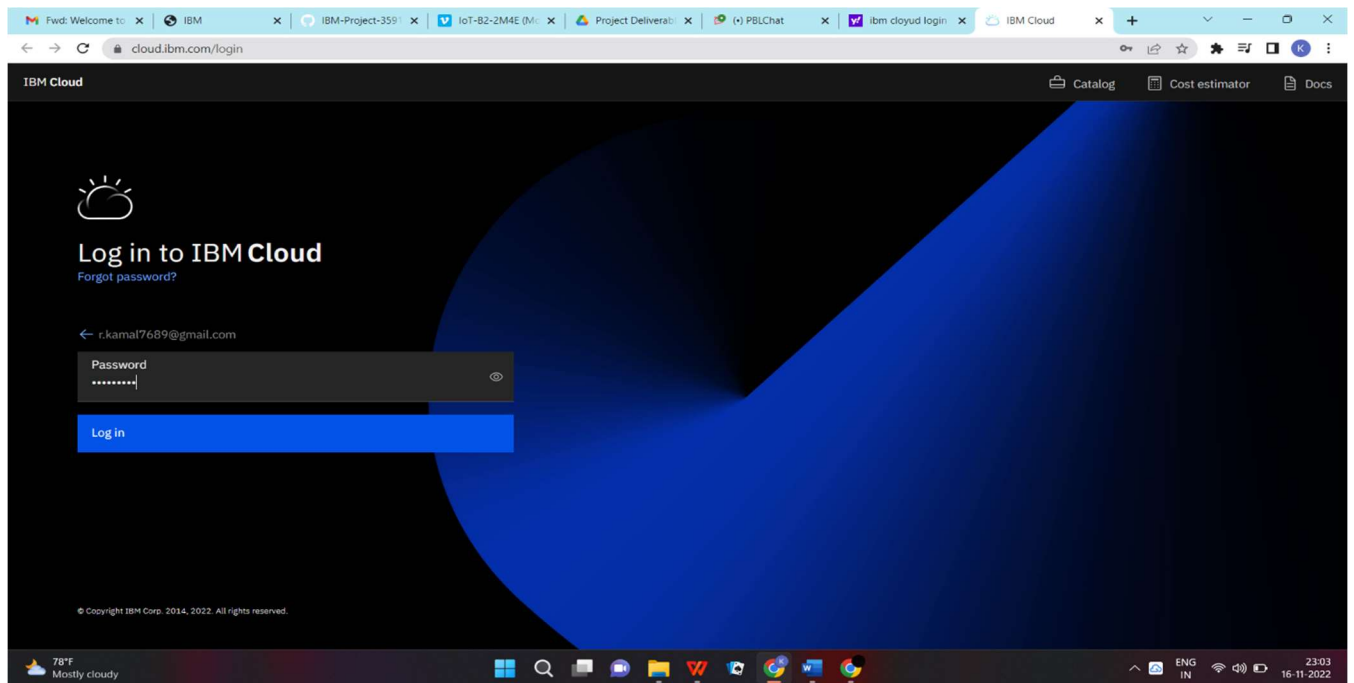 Fwd: Welcome to
IBM
IBM-Project-3591
IoT-B2-2M4E (Mo
Project Deliverabl
(•) PBLChat
ibm cloyud login
IBM Cloud
cloud.ibm.com/login
K
IBM Cloud
Catalog
Cost estimator
Docs
Log in to IBM Cloud
Forgot password?
← r.kamal7689@gmail.com
Password
•••••••••
Log in
© Copyright IBM Corp. 2014, 2022. All rights reserved.
78°F
Mostly cloudy
ENG
IN
23:03
16-11-2022